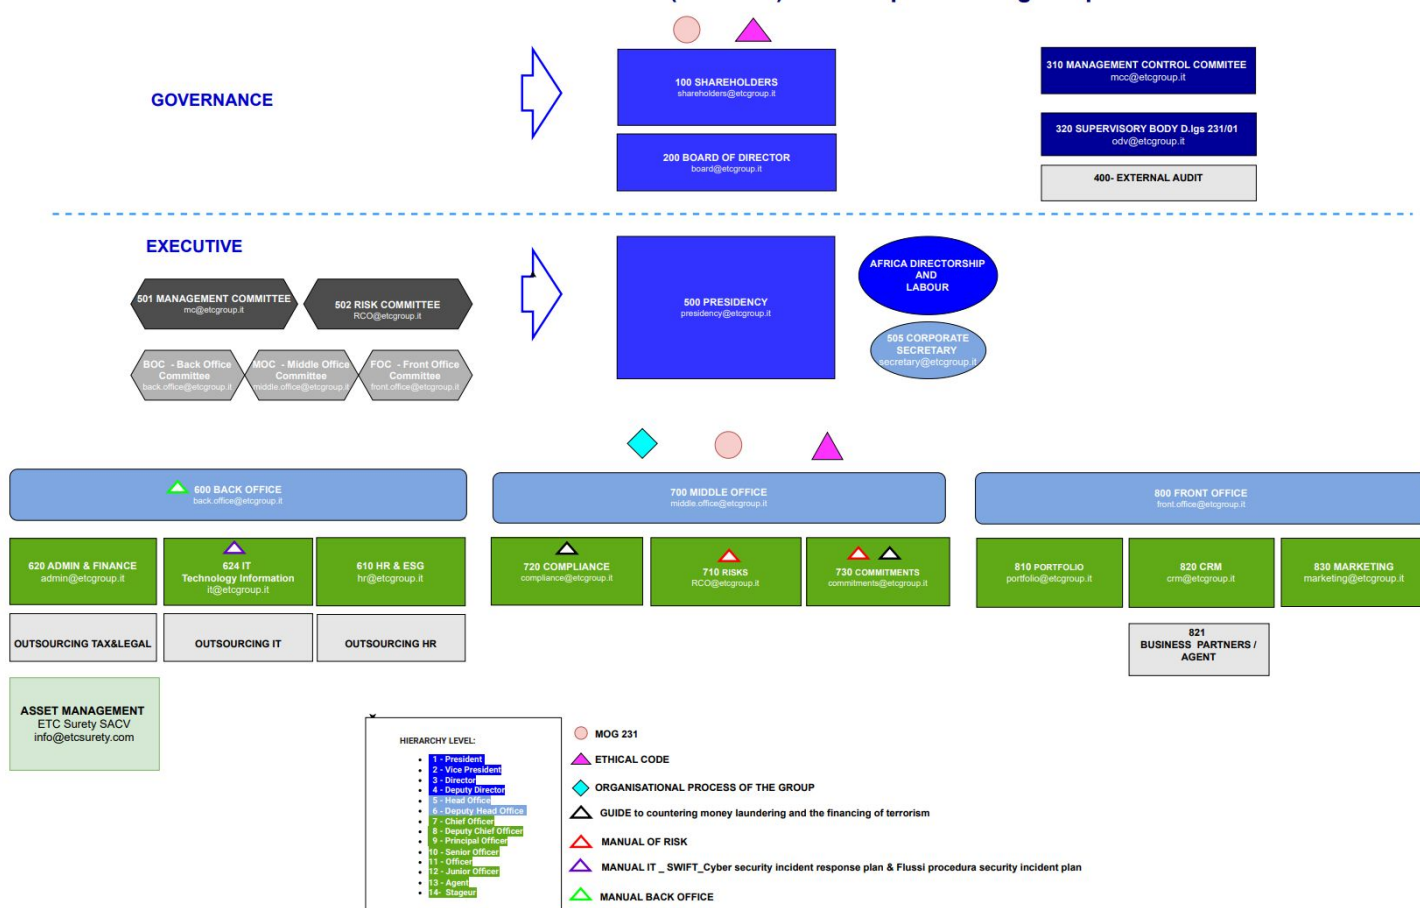 GOVERNANCE
100 SHAREHOLDERS
shareholders@etcgroup.it
200 BOARD OF DIRECTOR
board@etcgroup.it
310 MANAGEMENT CONTROL COMMITEE
mcc@etcgroup.it
320 SUPERVISORY BODY D.lgs 231/01
odv@etcgroup.it
400- EXTERNAL AUDIT
EXECUTIVE
501 MANAGEMENT COMMITTEE
mc@etcgroup.it
502 RISK COMMITTEE
RCO@etcgroup.it
BOC - Back Office
Committee
back.office@etcgroup.it
MOC - Middle Office
Committee
middle.office@etcgroup.it
FOC - Front Office
Committee
front.office@etcgroup.it
500 PRESIDENCY
presidency@etcgroup.it
AFRICA DIRECTORSHIP
AND
LABOUR
505 CORPORATE
SECRETARY
secretary@etcgroup.it
600 BACK OFFICE
back.office@etcgroup.it
700 MIDDLE OFFICE
middle.office@etcgroup.it
800 FRONT OFFICE
front.office@etcgroup.it
620 ADMIN & FINANCE
admin@etcgroup.it
624 IT
Technology Information
it@etcgroup.it
610 HR & ESG
hr@etcgroup.it
720 COMPLIANCE
compliance@etcgroup.it
710 RISKS
RCO@etcgroup.it
730 COMMITMENTS
commitments@etcgroup.it
810 PORTFOLIO
portfolio@etcgroup.it
820 CRM
crm@etcgroup.it
830 MARKETING
marketing@etcgroup.it
OUTSOURCING TAX&LEGAL
OUTSOURCING IT
OUTSOURCING HR
821
BUSINESS PARTNERS /
AGENT
ASSET MANAGEMENT
ETC Surety SACV
info@etcsurety.com
HIERARCHY LEVEL:
1 - President
2 - Vice President
3 - Director
4 - Deputy Director
5 - Head Office
6 - Deputy Head Office
7 - Chief Officer
8 - Deputy Chief Officer
9 - Principal Officer
10 - Senior Officer
11 - Officer
12 - Junior Officer
13 - Agent
14- Stageur
MOG 231
ETHICAL CODE
ORGANISATIONAL PROCESS OF THE GROUP
GUIDE to countering money laundering and the financing of terrorism
MANUAL OF RISK
MANUAL IT _ SWIFT_Cyber security incident response plan & Flussi procedura security incident plan
MANUAL BACK OFFICE